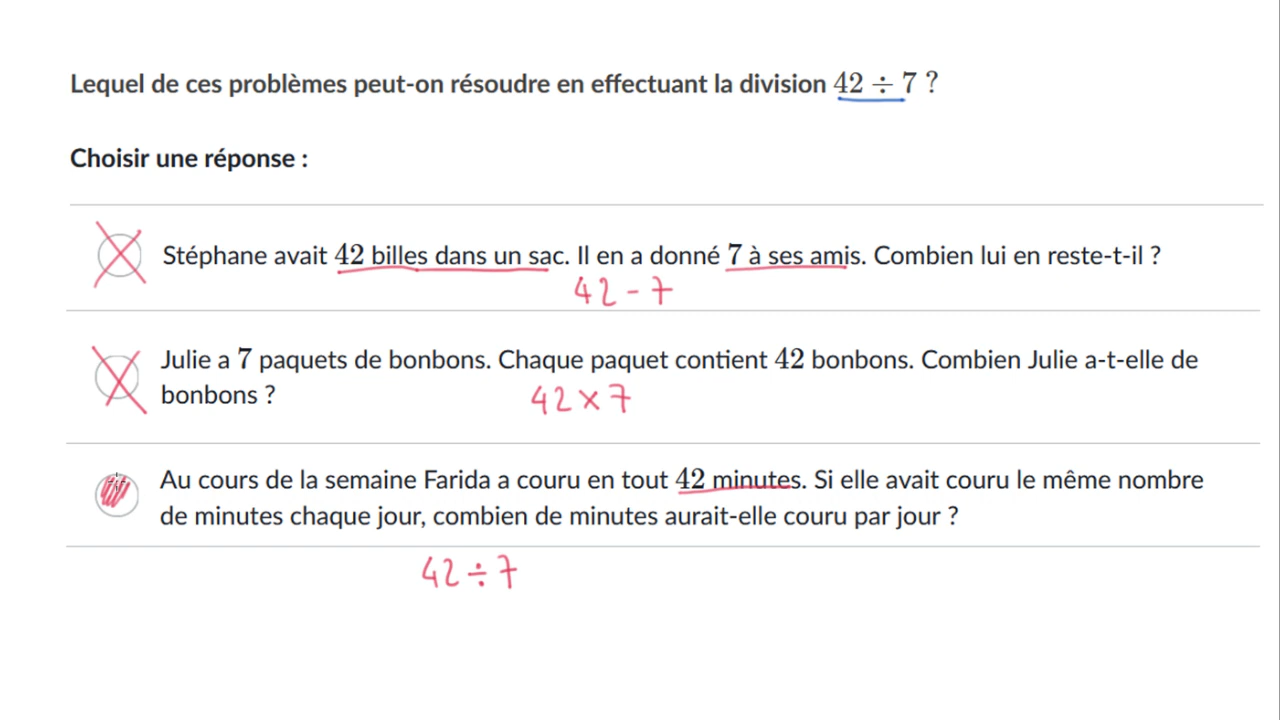 Lequel de ces problèmes peut-on résoudre en effectuant la division 42 ÷ 7 ?
Choisir une réponse :
Stéphane avait 42 billes dans un sac. Il en a donné 7 à ses amis. Combien lui en reste-t-il ?
42 - 7
Julie a 7 paquets de bonbons. Chaque paquet contient 42 bonbons. Combien Julie a-t-elle de
bonbons ?
42 × 7
Au cours de la semaine Farida a couru en tout 42 minutes. Si elle avait couru le même nombre
de minutes chaque jour, combien de minutes aurait-elle couru par jour ?
42 ÷ 7